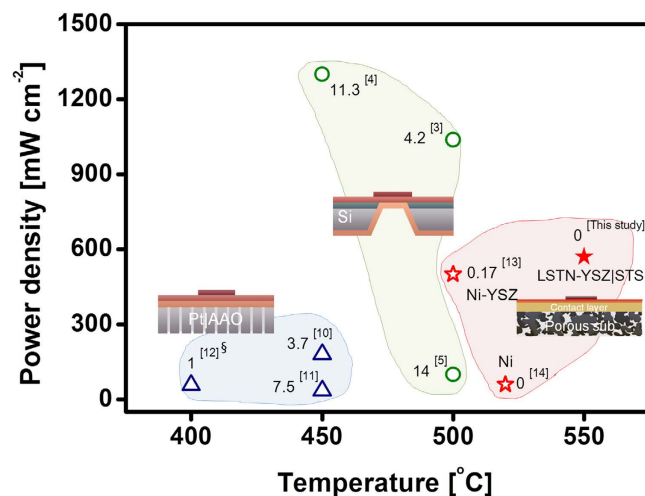 1500
1200
900
600
300
0
Power density [mW cm-2]
11.3 [4]
4.2 [3]
Si
0 [This study]
LSTN-YSZ|STS
0.17 [13]
Ni-YSZ
Contact layer
Porous sub.
Pt|AAO
1 [12]§
3.7 [10]
7.5 [11]
14 [5]
Ni
0 [14]
400 450 500 550
Temperature [°C]